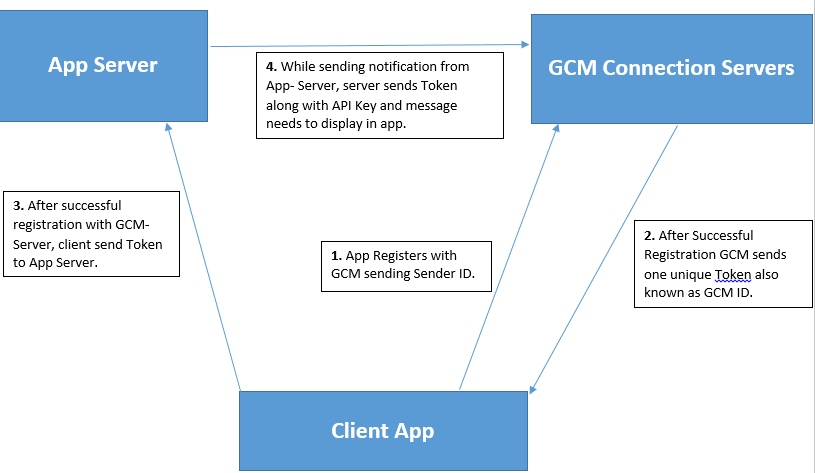 App Server
GCM Connection Servers
4. While sending notification from
App- Server, server sends Token
along with API Key and message
needs to display in app.
3. After successful
registration with GCM-
Server, client send Token
to App Server.
1. App Registers with
GCM sending Sender ID.
2. After Successful
Registration GCM sends
one unique Token also
known as GCM ID.
Client App